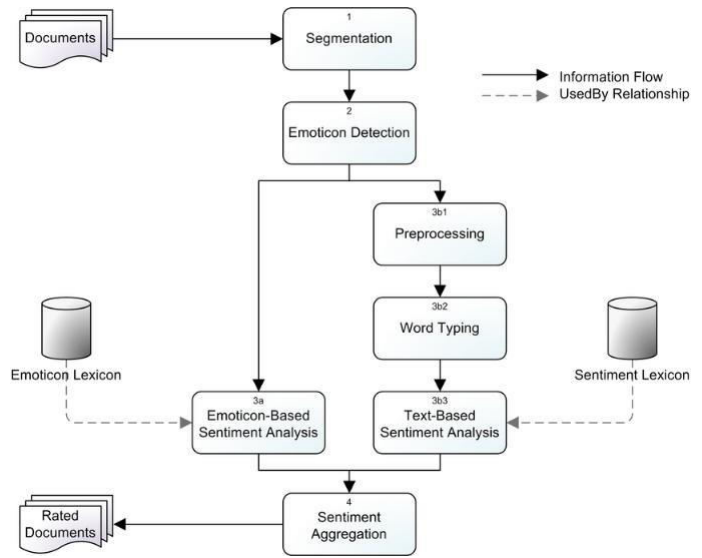 Documents
1
Segmentation
Information Flow
UsedBy Relationship
2
Emoticon Detection
3b1
Preprocessing
3b2
Word Typing
Emoticon Lexicon
Sentiment Lexicon
3a
Emoticon-Based
Sentiment Analysis
3b3
Text-Based
Sentiment Analysis
4
Sentiment
Aggregation
Rated
Documents